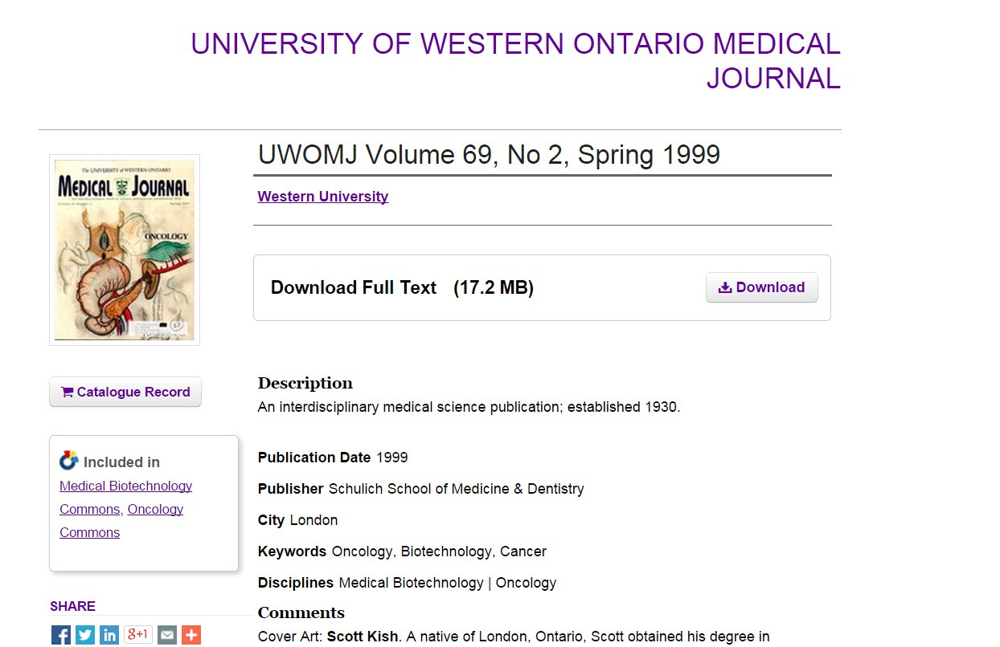 UNIVERSITY OF WESTERN ONTARIO MEDICAL
JOURNAL
UWOMJ Volume 69, No 2, Spring 1999
Western University
The UNIVERSITY of WESTERN ONTARIO
MEDICAL JOURNAL
ONCOLOGY
57
Download Full Text (17.2 MB)
Download
Catalogue Record
Description
An interdisciplinary medical science publication; established 1930.
Included in
Medical Biotechnology
Commons, Oncology
Commons
Publication Date 1999
Publisher Schulich School of Medicine & Dentistry
City London
Keywords Oncology, Biotechnology, Cancer
Disciplines Medical Biotechnology | Oncology
SHARE
f
in
g+1
Comments
Cover Art: Scott Kish. A native of London, Ontario, Scott obtained his degree in